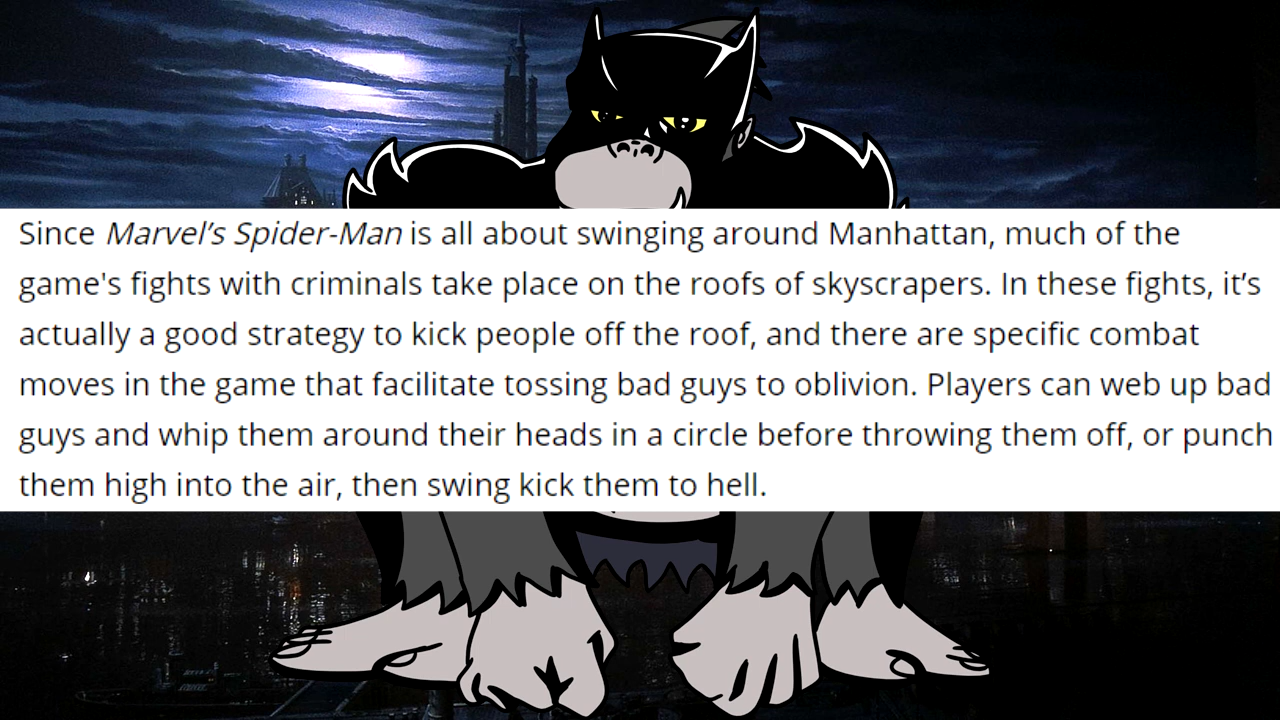 Since Marvel’s Spider-Man is all about swinging around Manhattan, much of the
game's fights with criminals take place on the roofs of skyscrapers. In these fights, it’s
actually a good strategy to kick people off the roof, and there are specific combat
moves in the game that facilitate tossing bad guys to oblivion. Players can web up bad
guys and whip them around their heads in a circle before throwing them off, or punch
them high into the air, then swing kick them to hell.